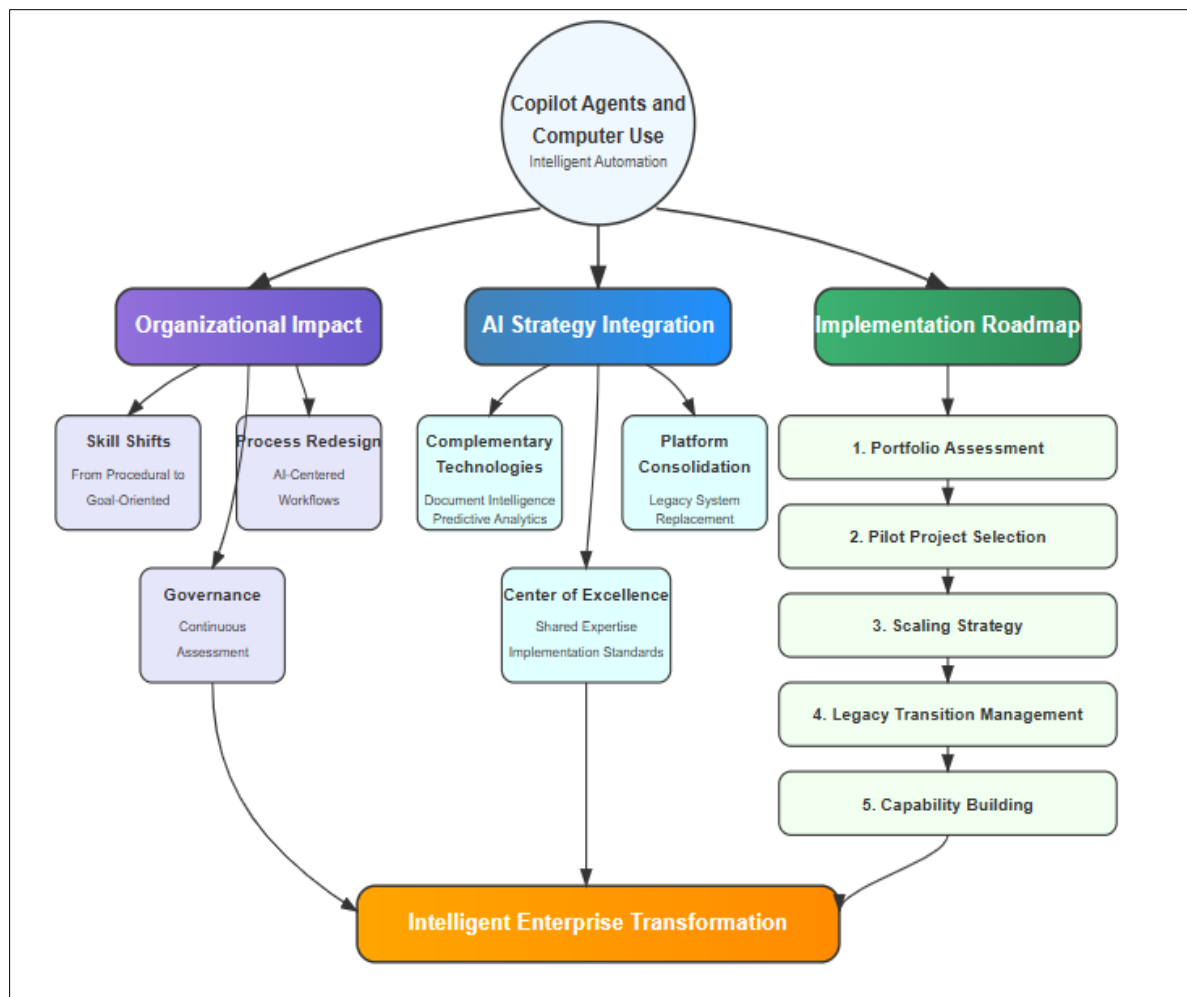 Copilot Agents and
Computer Use
Intelligent Automation
Organizational Impact
AI Strategy Integration
Implementation Roadmap
Skill Shifts
From Procedural to
Goal-Oriented
Process Redesign
AI-Centered
Workflows
Complementary
Technologies
Document Intelligence
Predictive Analytics
Platform
Consolidation
Legacy System
Replacement
Governance
Continuous
Assessment
Center of Excellence
Shared Expertise
Implementation Standards
1. Portfolio Assessment
2. Pilot Project Selection
3. Scaling Strategy
4. Legacy Transition Management
5. Capability Building
Intelligent Enterprise Transformation